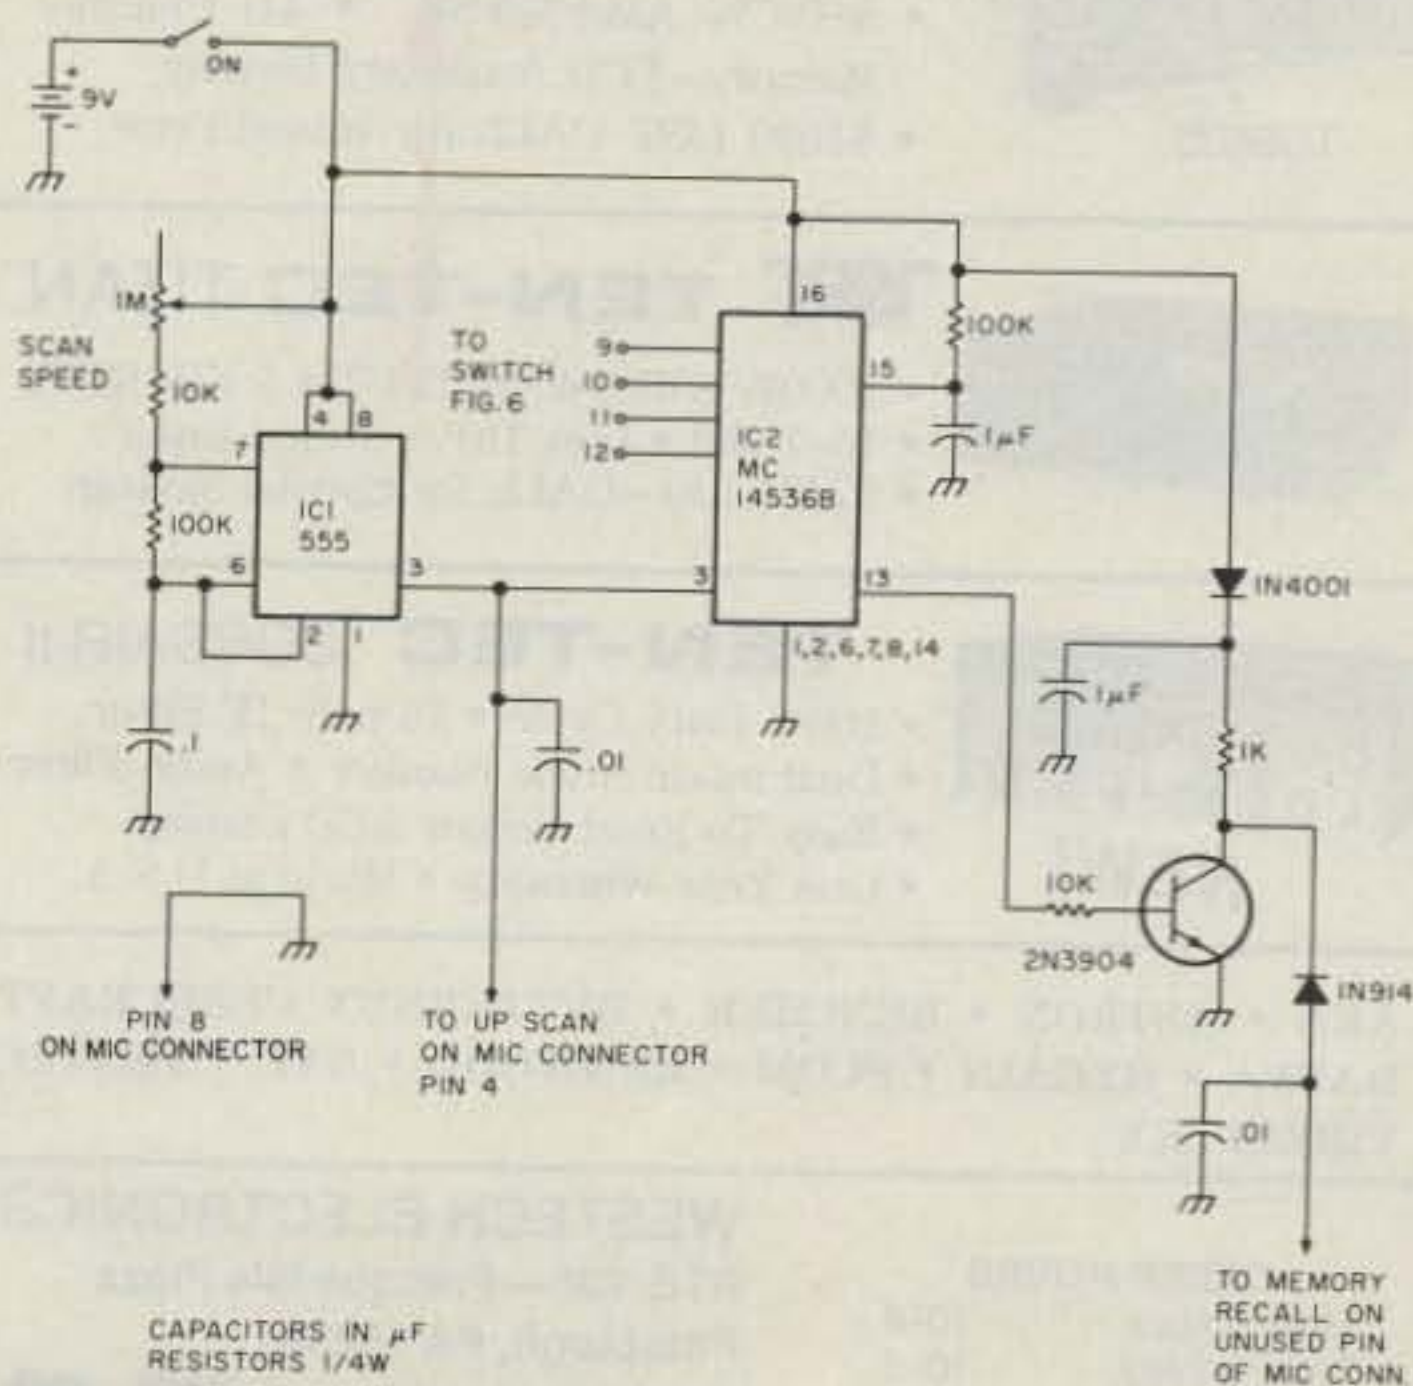 ON
+
9V
-
1M
SCAN
SPEED
10K
7
100K
6
4 8
IC1
555
3
2
1
.1
.01
TO
SWITCH
FIG. 6
9
10
11
12
16
IC2
MC
14536B
15
3
13
1,2,6,7,8,14
100K
1µF
1N4001
1µF
1K
10K
2N3904
1N914
.01
PIN 8
ON MIC CONNECTOR
TO UP SCAN
ON MIC CONNECTOR
PIN 4
TO MEMORY
RECALL ON
UNUSED PIN
OF MIC CONN.
CAPACITORS IN µF
RESISTORS 1/4W